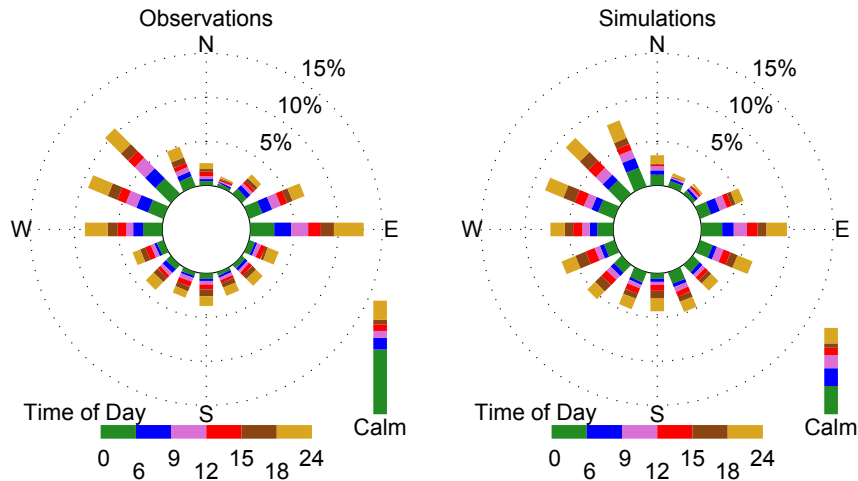 Observations
N
15%
10%
5%
W
E
S
Time of Day
Calm
0
6
9
12
15
18
24
Simulations
N
15%
10%
5%
W
E
S
Time of Day
Calm
0
6
9
12
15
18
24